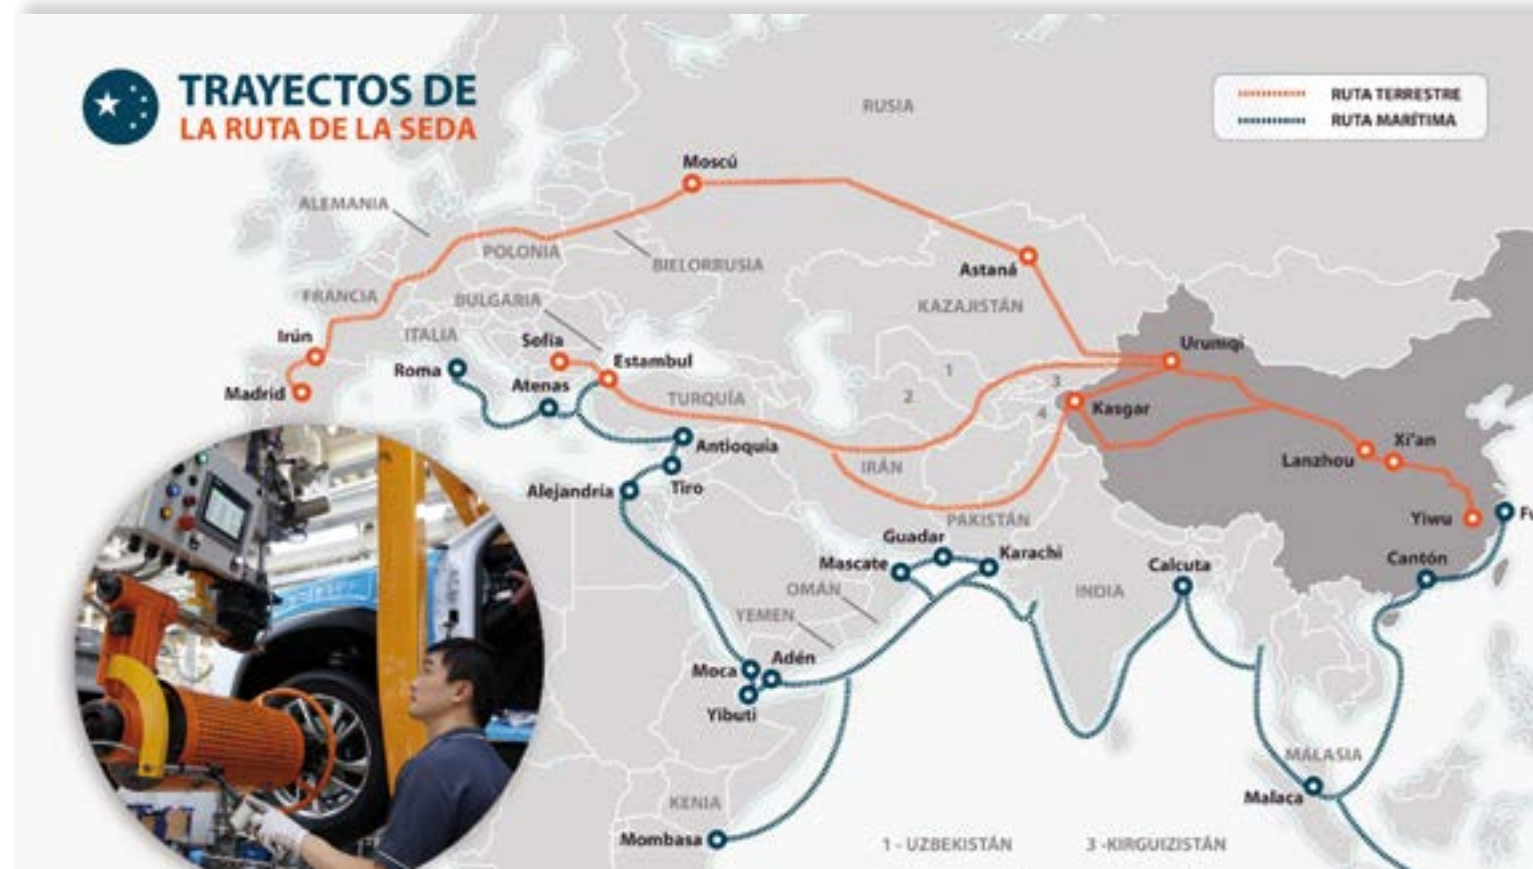 TRAYECTOS DE
LA RUTA DE LA SEDA
RUTA TERRESTRE
RUTA MARÍTIMA
RUSIA
Moscú
ALEMANIA
POLONIA
BIELORRUSIA
Astaná
KAZAJISTÁN
FRANCIA
BULGARIA
ITALIA
Irún
Sofía
Estambul
Urumqi
Roma
Atenas
Madrid
TURQUÍA
1
2
3
4
Kasgar
Antioquía
IRÁN
Xi'an
Lanzhou
Alejandría
Tiro
PAKISTÁN
Yiwu
Fu
Guadar
Karachi
Mascate
Calcuta
Cantón
OMÁN
INDIA
YEMEN
Moca
Adén
Yibuti
MALASIA
Malaca
KENIA
Mombasa
1 - UZBEKISTÁN
3 -KIRGUIZISTÁN